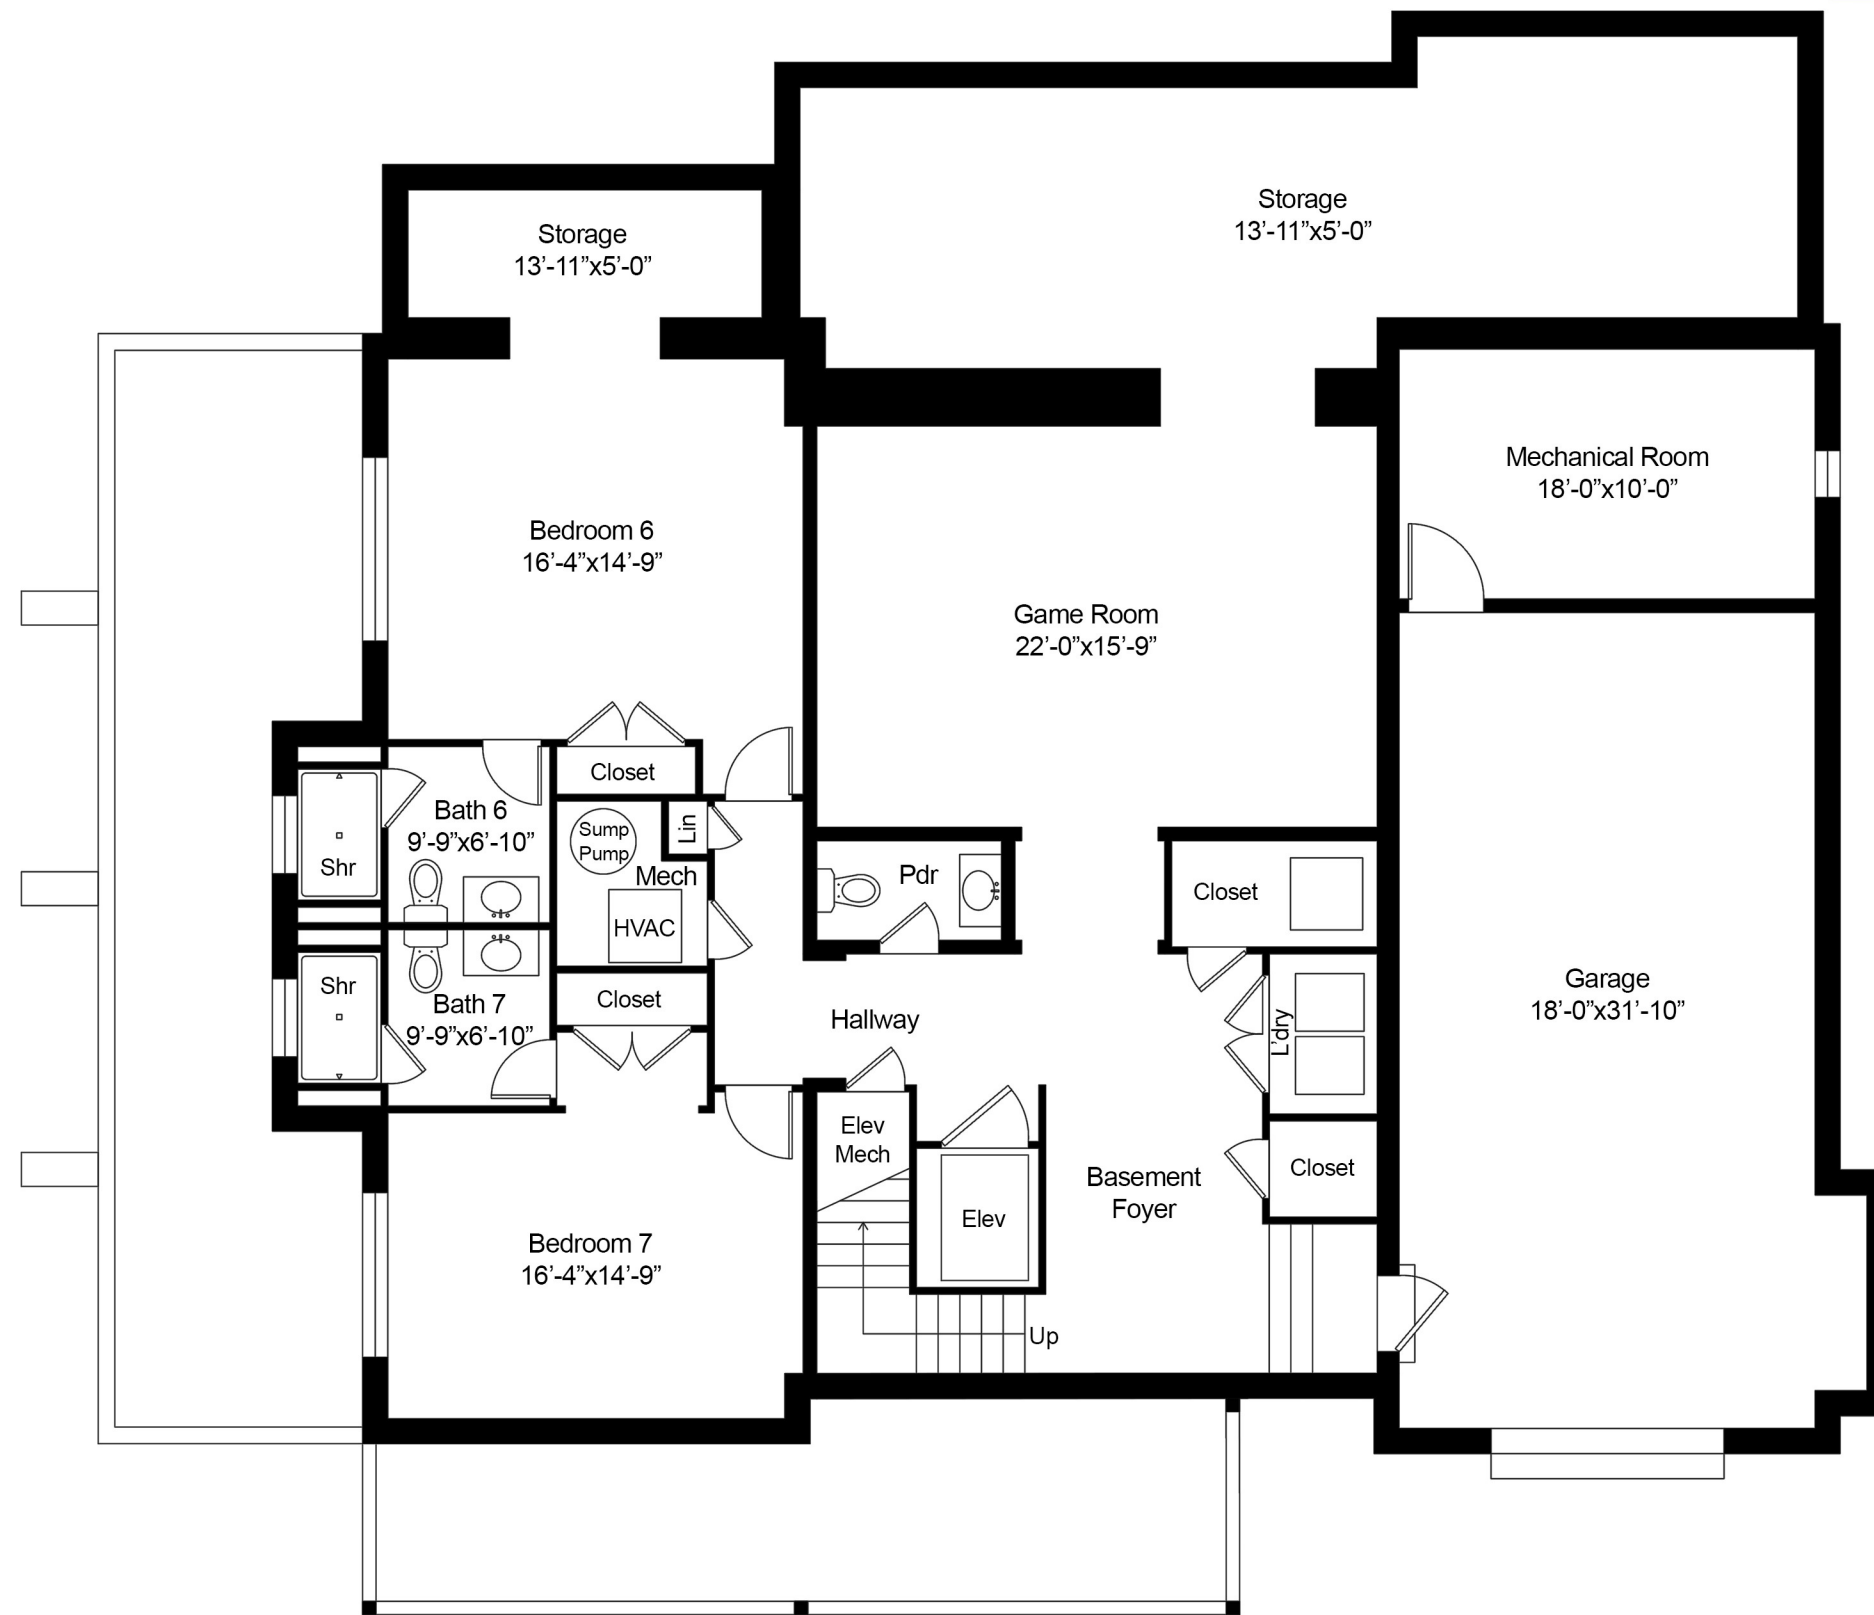 Storage
13’-11”x5’-0”
Storage
13’-11”x5’-0”
Mechanical Room
18’-0”x10’-0”
Bedroom 6
16’-4”x14’-9”
Game Room
22’-0”x15’-9”
Closet
Bath 6
9’-9”x6’-10”
Shr
Sump
Pump
Lin
Mech
HVAC
Pdr
Closet
Shr
Bath 7
9’-9”x6’-10”
Closet
Hallway
L’dry
Garage
18’-0”x31’-10”
Elev
Mech
Elev
Basement
Foyer
Closet
Bedroom 7
16’-4”x14’-9”
Up